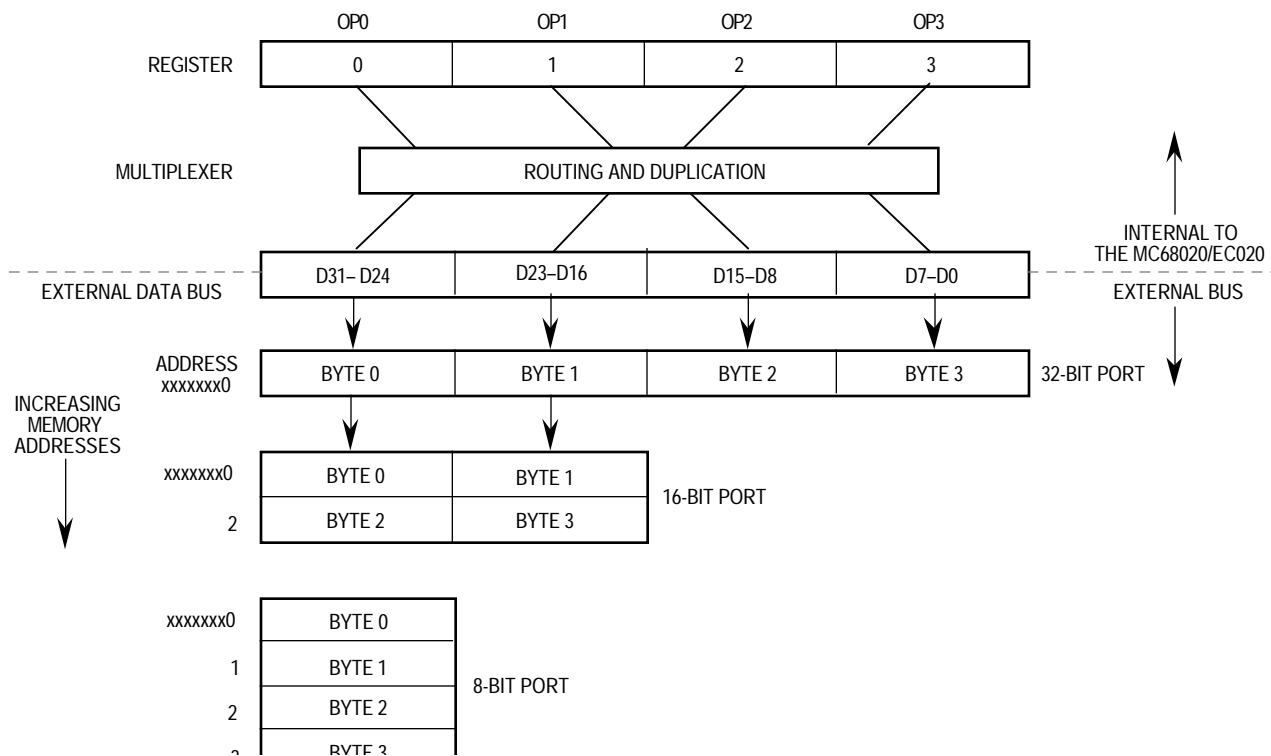 OP0 OP1 OP2 OP3
REGISTER 0 1 2 3
MULTIPLEXER ROUTING AND DUPLICATION
INTERNAL TO
THE MC68020/EC020
D31– D24 D23–D16 D15–D8 D7–D0
EXTERNAL DATA BUS EXTERNAL BUS
ADDRESS
xxxxxxx0 BYTE 0 BYTE 1 BYTE 2 BYTE 3 32-BIT PORT
INCREASING
MEMORY
ADDRESSES
xxxxxxx0 BYTE 0 BYTE 1
16-BIT PORT
2 BYTE 2 BYTE 3
xxxxxxx0 BYTE 0
1 BYTE 1
8-BIT PORT
2 BYTE 2
3 BYTE 3